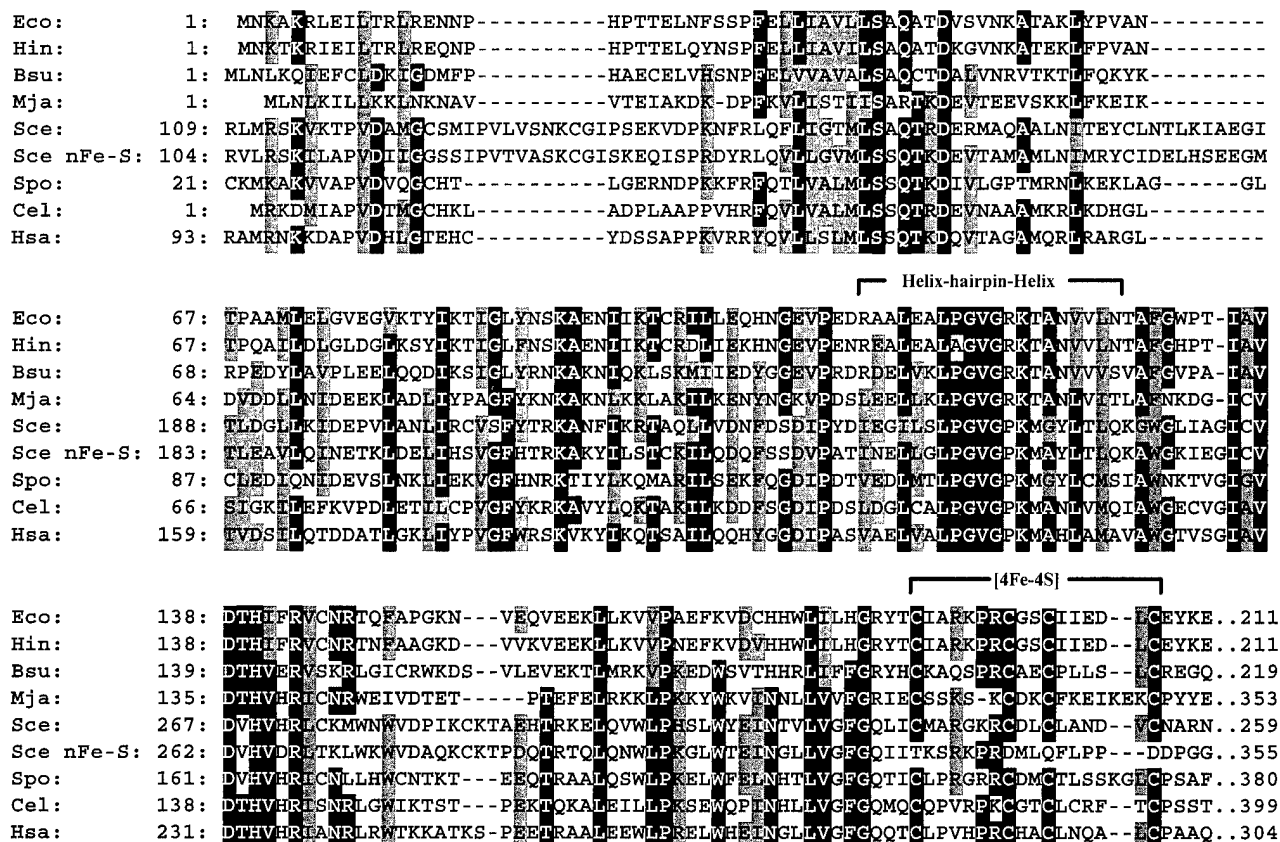 Eco: 1: MNKAKRLEILTRLRENNP----------HPTTELNFSSPFELLIAVLLSAQATDVSVNKATAKLYPVAN---------
Hin: 1: MNKTKRIEILTRLREQNP----------HPTTELQYNSPFELLIAVILSAQATDKGVNKATEKLFPVAN---------
Bsu: 1: MLNLKQIEFCLDKIGDMFP----------HAECELVHSNPFELVVAVALSAQCTDALVNRVTKTLFQKYK---------
Mja: 1: MLNLKILLKKLNKNAV----------VTEIAKDK-DPFKVLISTIISARTKDEVTEEVSKKLFKEIK---------
Sce: 109: RLMRSKVKTPVDAMGCSMIPVLVSNKCGIPSEKVDPKNFRLQFLIGTMLSAQTRDERMAQAALNITEYCLNTLKIAEGI
Sce nFe-S: 104: RVLRSKILAPVDIIGGSSIPVTVASKCGISKEQISPRDYRLQVLLGVMLSSQTKDEVTAMAMLNIMRYCIDELHSEEGM
Spo: 21: CKMKAKVVAPVDVQGCHT----------LGERNDPKKFRFQTLVALMLSSQTKDIVLGPTMRNLKEKLAG-------GL
Cel: 1: MRKDMIAPVDTMGCHKL----------ADPLAAPPVHRFQVLVALMLSSQTRDEVNAAAMKRLKDHGL---------
Hsa: 93: RAMRNKKDAPVDHLGTEHC----------YDSSAPPKVRRYQVLLSLMLSSQTKDQVTAGAMQRLRARGL---------
Helix-hairpin-Helix
Eco: 67: TPAAMLELGVEGVKTYIKTIGLYNSKAENIIKTCRILLEQHNGEVPEDRAALEALPGVGRKTANVVLNTAFGWPT-IAV
Hin: 67: TPQAILDLGLDGLKSYIKTIGLFNSKAENIIKTCRDLIEKHNGEVPENREALEALAGVGRKTANVVLNTAFGHPT-IAV
Bsu: 68: RPEDYLAVPLEELQQDIKSIGLYRNKAKNIQKLSKMIIEDYGGEVPRDRDELVKLPGVGRKTANVVVSVAFGVPA-IAV
Mja: 64: DVDDLLNIDEEKLADLIYPAGFYKNKAKNLKKLAKILKENYNGKVPDSLEELLKLPGVGRKTANLVITLAFNKDG-ICV
Sce: 188: TLDGLLKIDEPVLANLIRCVSFYTRKANFIKRTAQLLVDNFDSDIPYDIEGILSLPGVGPKMGYLTLQKGWGLIAGICV
Sce nFe-S: 183: TLEAVLQINETKLDELIHSVGFHTRKAKYILSTCKILQDQFSSDVPATINELLGLPGVGPKMAYLTLQKAWGKIEGICV
Spo: 87: CLEDIQNIDEVSLNKLIEKVGFHNRKTIYLKQMARILSEKFQGDIPDTVEDLMTLPGVGPKMGYLCMSIAWNKTVGIGV
Cel: 66: SIGKILEFKVPDLETILCPVGFYKRKAVYLQKTAKILKDDFSGDIPDSLDGLCALPGVGPKMANLVMQIAWGECVGIAV
Hsa: 159: TVDSILQTDDATLGKLIYPVGFWRSKVKYIKQTSAILQQHYGGDIPASVAELVALPGVGPKMAHLAMAVAWGTVSGIAV
[4Fe-4S]
Eco: 138: DTHIFRVCNRTQFAPGKN---VEQVEEKLLKVVPAEFKVDCHHWLILHGRYTCIARKPRCGSCIIED--LCEYKE..211
Hin: 138: DTHIFRVCNRTNFAAGKD---VVKVEEKLLKVVPNEFKVDVHHWLILHGRYTCIARKPRCGSCIIED--LCEYKE..211
Bsu: 139: DTHVERVSKRLGICRWKDS--VLEVEKTLMRKVPKEDWSVTHHRLIFFGRYHCKAQSPRCAECPLLS--LCREGQ..219
Mja: 135: DTHVHRICNRWEIVDTET-----PTEFELRKKLPKKYWKVINNLLVVFGRIECSSKS-KCDKCFKEIKEKCPYYE..353
Sce: 267: DVHVHRLCKMWNWVDPIKCKTAEHTRKELQVWLPHSLWYEINTVLVGFGQLICMARGKRCDLCLAND--VCNARN..259
Sce nFe-S: 262: DVHVDRLTKLWKWVDAQKCKTPDQTRTQLQNWLPKGLWTEINGLLVGFGQIITKSRKPRDMLQFLPP--DDPGG..355
Spo: 161: DVHVHRICNLLHWCNTKT---EEQTRAALQSWLPKELWFELNHTLVGFGQTICLPRGRRCDMCTLSSKGLCPSAF..380
Cel: 138: DTHVHRISNRLGWIKTST---PEKTQKALEILLPKSEWQPINHLLVGFGQMQCQPVRPKCGTCLCRF--TCPSST..399
Hsa: 231: DTHVHRIANRLRWTKKATKS-PEETRAALEEWLPRELWHEINGLLVGFGQQTCLPVHPRCHACLNQA--LCPAAQ..304